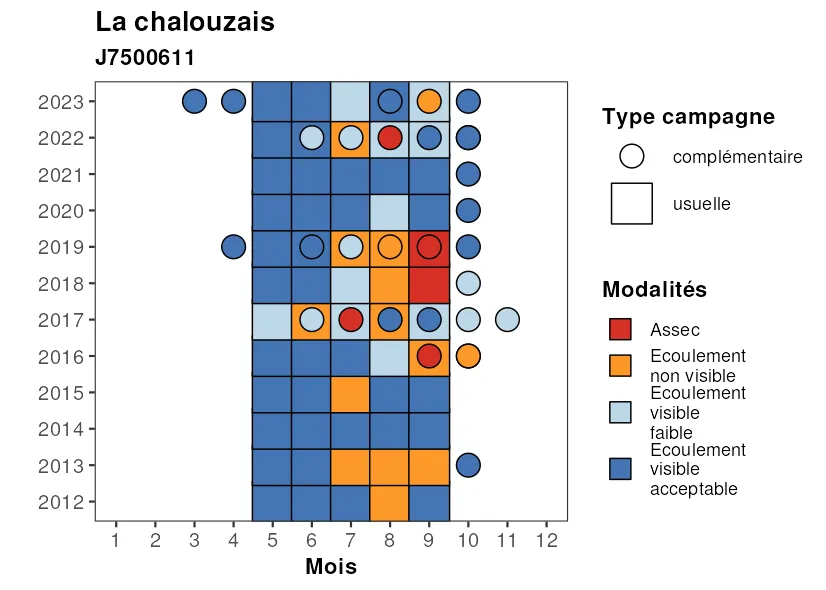 La chalouzais
J7500611
2023
2022
2021
2020
2019
2018
2017
2016
2015
2014
2013
2012
1 2 3 4 5 6 7 8 9 10 11 12
Mois
Type campagne
complémentaire
usuelle
Modalités
Assec
Ecoulement
non visible
Ecoulement
visible
faible
Ecoulement
visible
acceptable